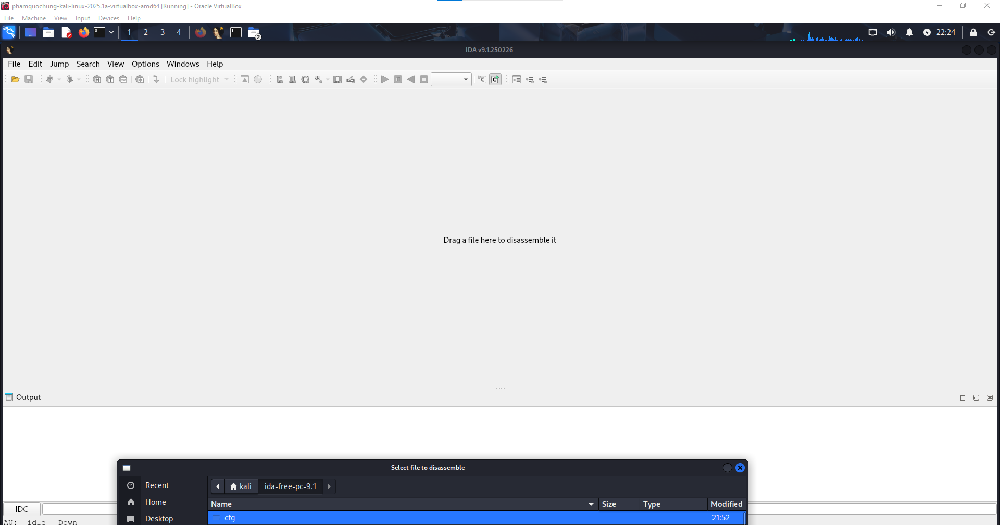 phamquochung-kali-linux-2025.1a-virtualbox-amd64 [Running] - Oracle VirtualBox
File Machine View Input Devices Help
1 2 3 4 2 22:24
IDA v9.1.250226
File Edit Jump Search View Options Windows Help
Lock highlight
Drag a file here to disassemble it
Output
Select file to disassemble
Recent
kali ida-free-pc-9.1
Home
Name Size Type Modified
IDC
Desktop
cfg 21:52
AU: idle Down